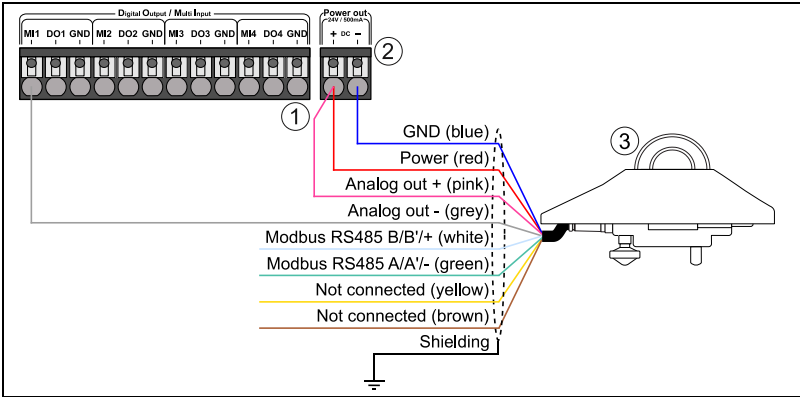 Digital Output / Multi Input
Power out
24V / 500mA
MI1 DO1 GND MI2 DO2 GND MI3 DO3 GND MI4 DO4 GND
+ DC −
2
1
3
GND (blue)
Power (red)
Analog out + (pink)
Analog out - (grey)
Modbus RS485 B/B'/+ (white)
Modbus RS485 A/A'/- (green)
Not connected (yellow)
Not connected (brown)
Shielding